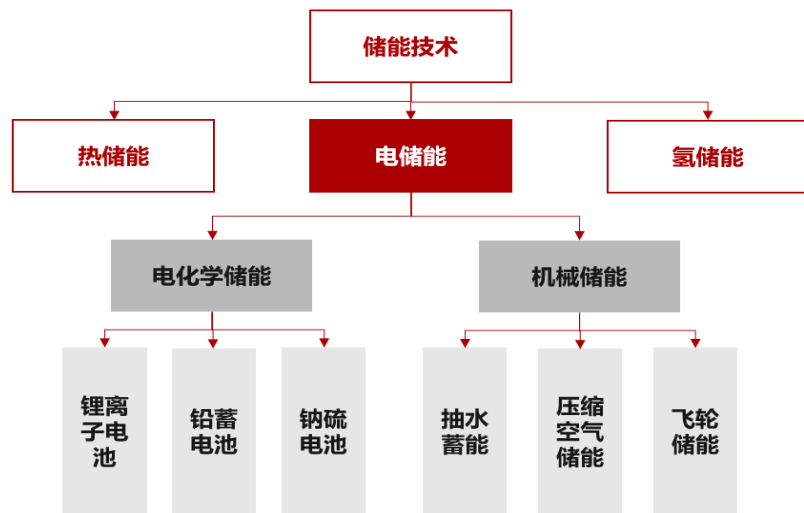 储能技术
热储能
电储能
氢储能
电化学储能
机械储能
锂离
子电
池
铅蓄
电池
钠硫
电池
抽水
蓄能
压缩
空气
储能
飞轮
储能